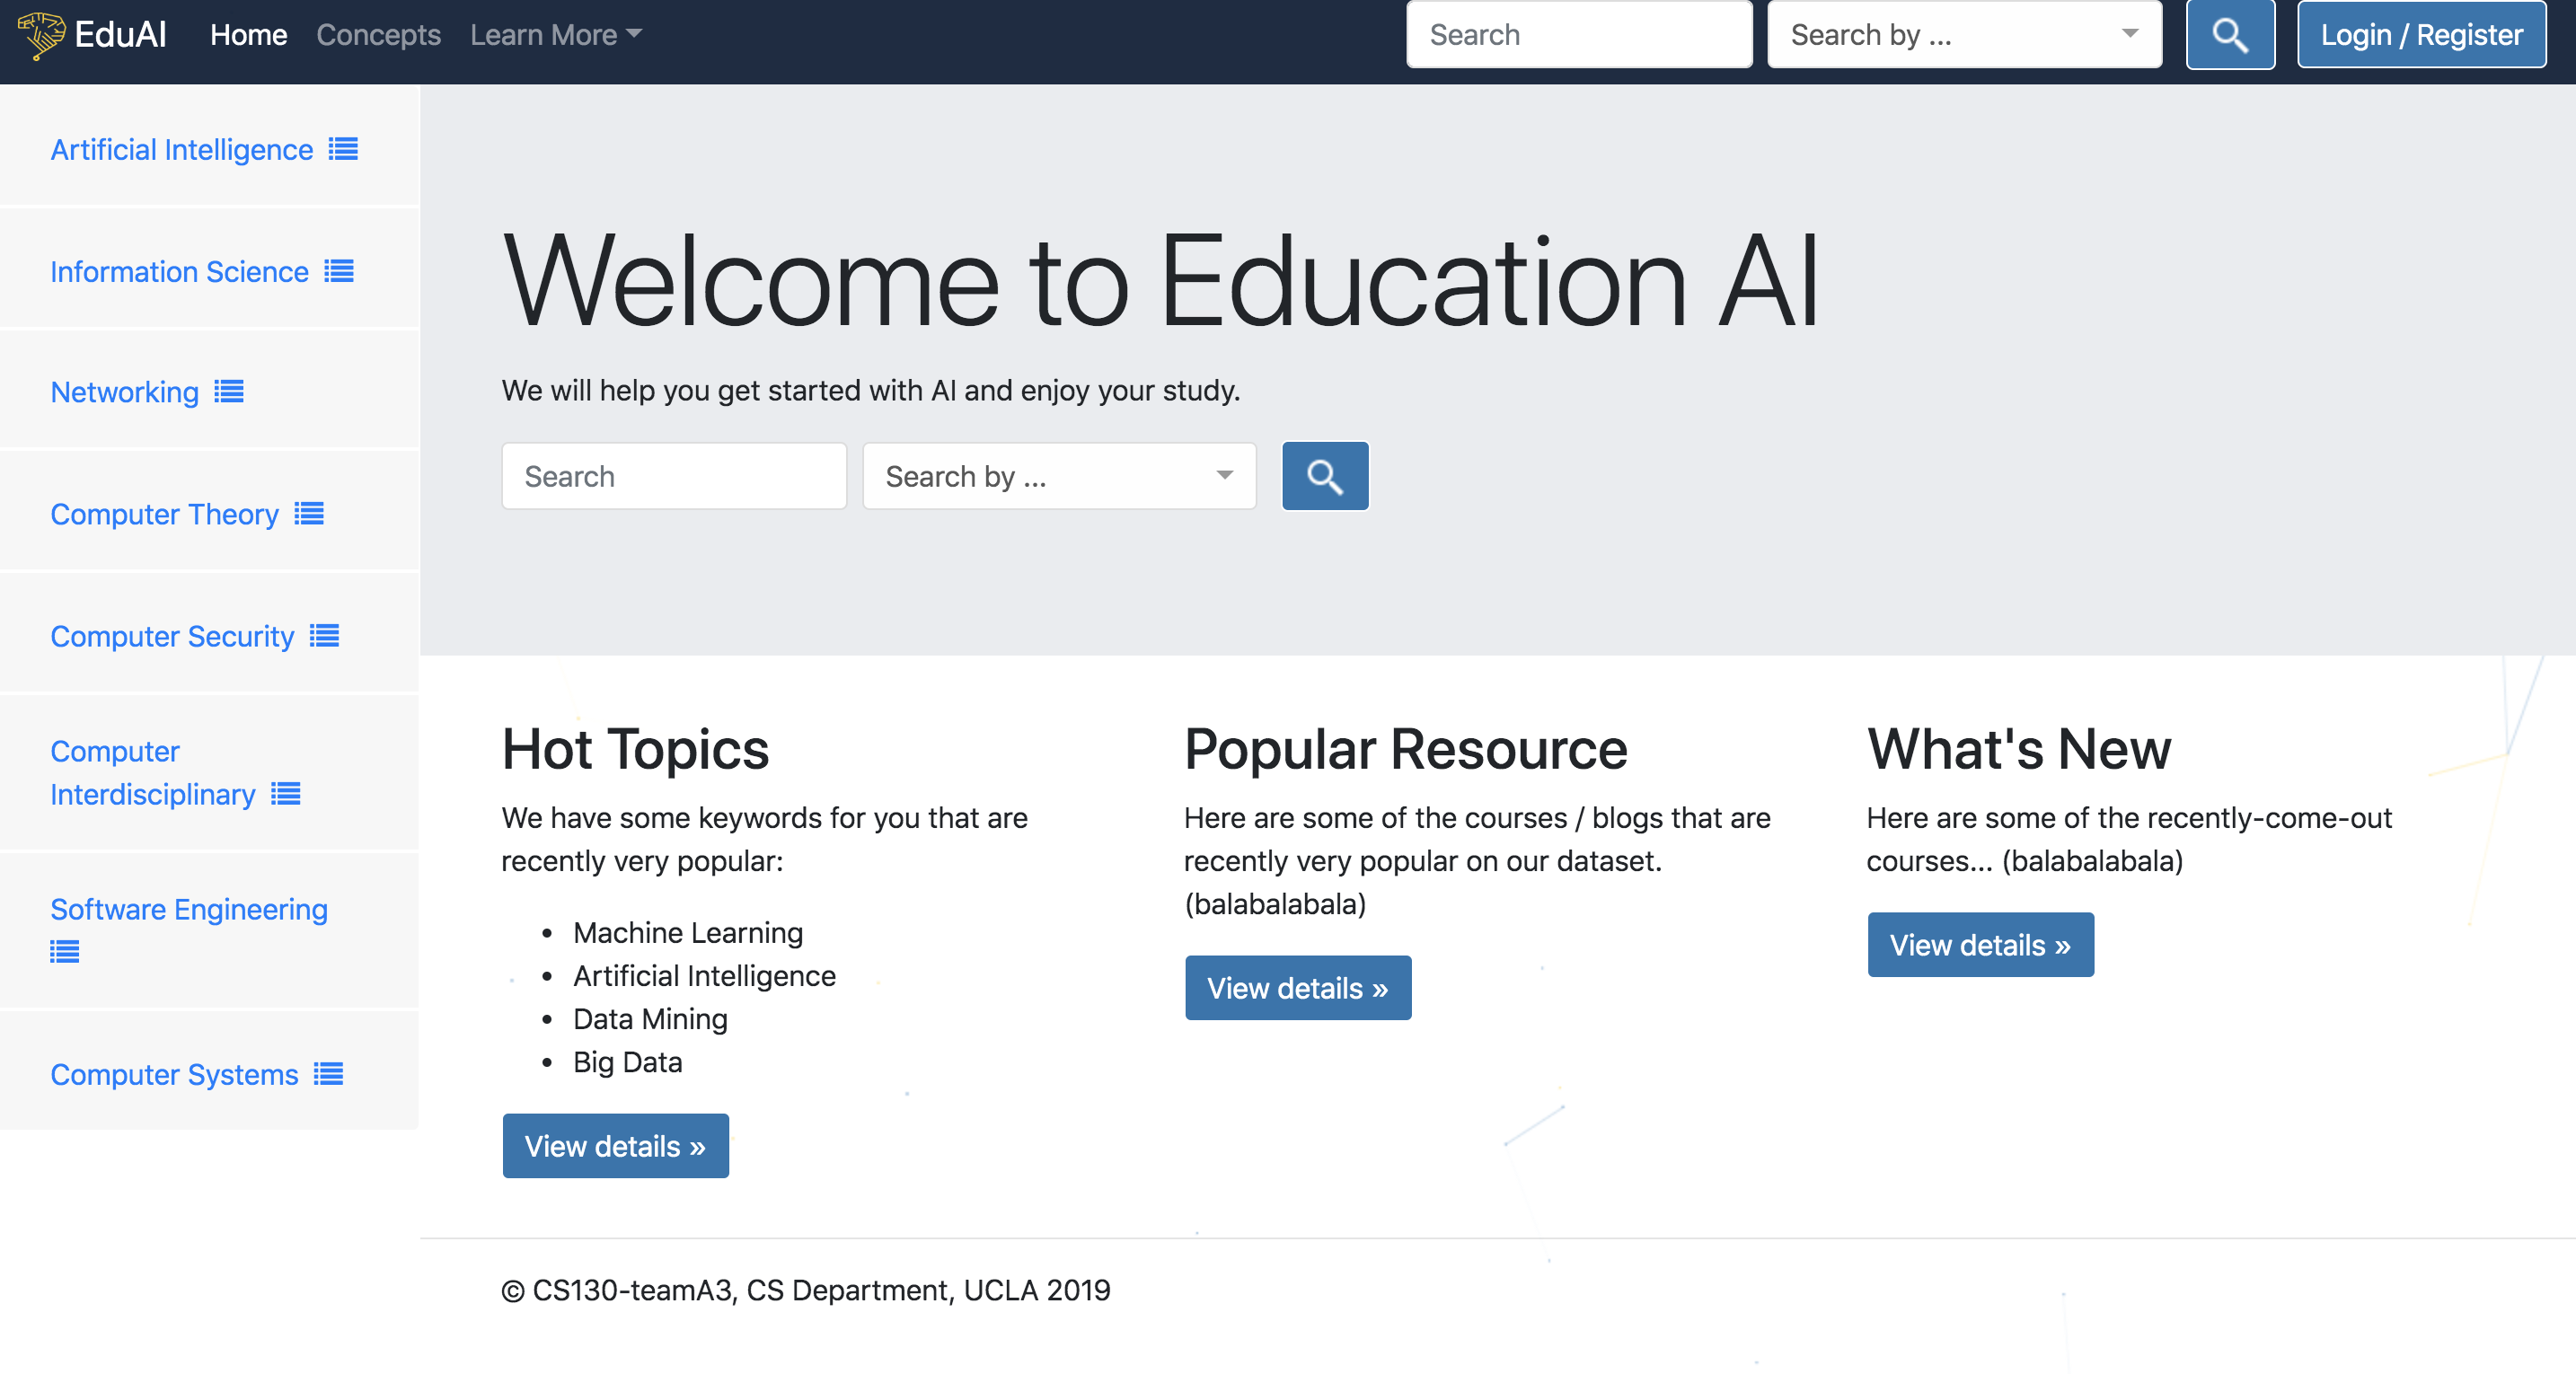 EduAI Home Concepts Learn More Search Search by ... Login / Register
Artificial Intelligence
Information Science
Networking
Computer Theory
Computer Security
Computer
Interdisciplinary
Software Engineering
Computer Systems
Welcome to Education AI
We will help you get started with AI and enjoy your study.
Search Search by ...
Hot Topics
We have some keywords for you that are
recently very popular:
• Machine Learning
• Artificial Intelligence
• Data Mining
• Big Data
View details »
Popular Resource
Here are some of the courses / blogs that are
recently very popular on our dataset.
(balabalabala)
View details »
What's New
Here are some of the recently-come-out
courses... (balabalabala)
View details »
© CS130-teamA3, CS Department, UCLA 2019